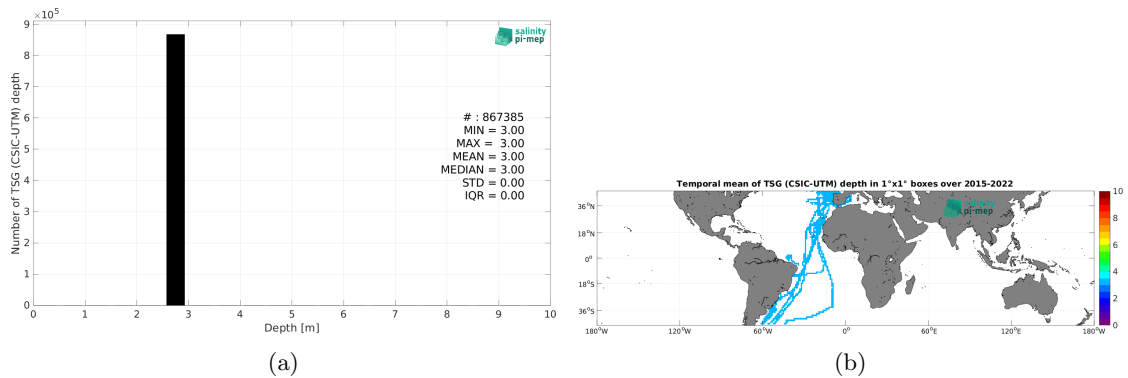 ×10⁵
9
8
7
6
5
4
3
2
1
0
Number of TSG (CSIC-UTM) depth
0 1 2 3 4 5 6 7 8 9 10
Depth [m]
salinity
pi-mep
# : 867385
MIN = 3.00
MAX = 3.00
MEAN = 3.00
MEDIAN = 3.00
STD = 0.00
IQR = 0.00
(a)
Temporal mean of TSG (CSIC-UTM) depth in 1°x1° boxes over 2015-2022
salinity
pi-mep
36°N
18°N
0°
18°S
36°S
180°W 120°W 60°W 0° 60°E 120°E 180°W
10
8
6
4
2
0
(b)